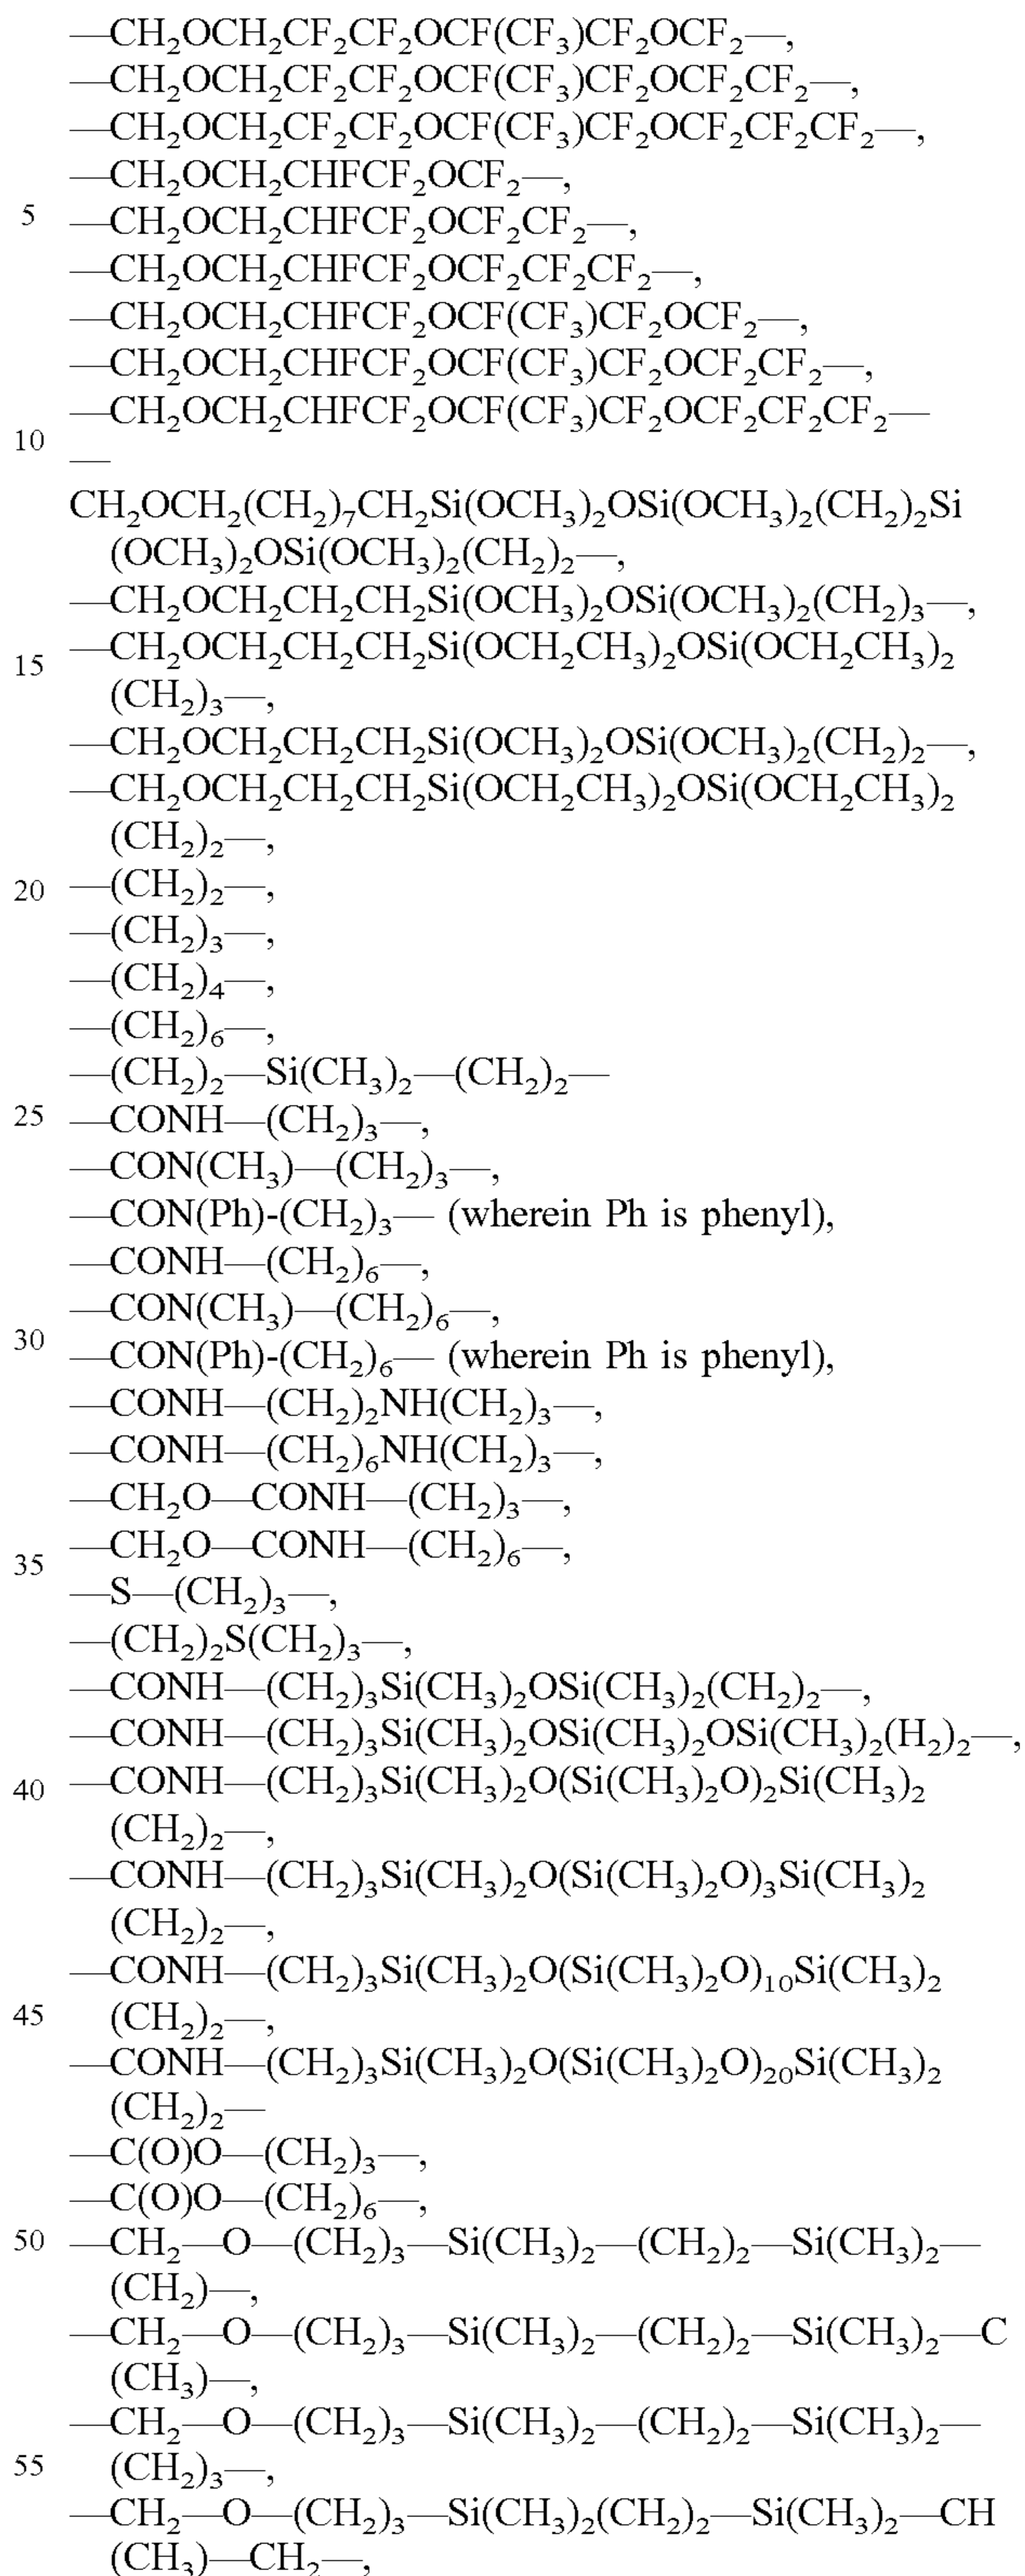 —CH₂OCH₂CF₂CF₂OCF(CF₃)CF₂OCF₂—,
—CH₂OCH₂CF₂CF₂OCF(CF₃)CF₂OCF₂CF₂—,
—CH₂OCH₂CF₂CF₂OCF(CF₃)CF₂OCF₂CF₂CF₂—,
—CH₂OCH₂CHFCF₂OCF₂—,
5 —CH₂OCH₂CHFCF₂OCF₂CF₂—,
—CH₂OCH₂CHFCF₂OCF₂CF₂CF₂—,
—CH₂OCH₂CHFCF₂OCF(CF₃)CF₂OCF₂—,
—CH₂OCH₂CHFCF₂OCF(CF₃)CF₂OCF₂CF₂—,
—CH₂OCH₂CHFCF₂OCF(CF₃)CF₂OCF₂CF₂CF₂—
10 —
CH₂OCH₂(CH₂)₇CH₂Si(OCH₃)₂OSi(OCH₃)₂(CH₂)₂Si
(OCH₃)₂OSi(OCH₃)₂(CH₂)₂—,
—CH₂OCH₂CH₂CH₂Si(OCH₃)₂OSi(OCH₃)₂(CH₂)₃—,
15 —CH₂OCH₂CH₂CH₂Si(OCH₂CH₃)₂OSi(OCH₂CH₃)₂
(CH₂)₃—,
—CH₂OCH₂CH₂CH₂Si(OCH₃)₂OSi(OCH₃)₂(CH₂)₂—,
—CH₂OCH₂CH₂CH₂Si(OCH₂CH₃)₂OSi(OCH₂CH₃)₂
(CH₂)₂—,
20 —(CH₂)₂—,
—(CH₂)₃—,
—(CH₂)₄—,
—(CH₂)₆—,
—(CH₂)₂—Si(CH₃)₂—(CH₂)₂—
25 —CONH—(CH₂)₃—,
—CON(CH₃)—(CH₂)₃—,
—CON(Ph)-(CH₂)₃— (wherein Ph is phenyl),
—CONH—(CH₂)₆—,
—CON(CH₃)—(CH₂)₆—,
30 —CON(Ph)-(CH₂)₆— (wherein Ph is phenyl),
—CONH—(CH₂)₂NH(CH₂)₃—,
—CONH—(CH₂)₆NH(CH₂)₃—,
—CH₂O—CONH—(CH₂)₃—,
—CH₂O—CONH—(CH₂)₆—,
35 —S—(CH₂)₃—,
—(CH₂)₂S(CH₂)₃—,
—CONH—(CH₂)₃Si(CH₃)₂OSi(CH₃)₂(CH₂)₂—,
—CONH—(CH₂)₃Si(CH₃)₂OSi(CH₃)₂OSi(CH₃)₂(H₂)₂—,
40 —CONH—(CH₂)₃Si(CH₃)₂O(Si(CH₃)₂O)₂Si(CH₃)₂
(CH₂)₂—,
—CONH—(CH₂)₃Si(CH₃)₂O(Si(CH₃)₂O)₃Si(CH₃)₂
(CH₂)₂—,
—CONH—(CH₂)₃Si(CH₃)₂O(Si(CH₃)₂O)₁₀Si(CH₃)₂
45 (CH₂)₂—,
—CONH—(CH₂)₃Si(CH₃)₂O(Si(CH₃)₂O)₂₀Si(CH₃)₂
(CH₂)₂—
—C(O)O—(CH₂)₃—,
—C(O)O—(CH₂)₆—,
50 —CH₂—O—(CH₂)₃—Si(CH₃)₂—(CH₂)₂—Si(CH₃)₂—
(CH₂)—,
—CH₂—O—(CH₂)₃—Si(CH₃)₂—(CH₂)₂—Si(CH₃)₂—C
(CH₃)—,
—CH₂—O—(CH₂)₃—Si(CH₃)₂—(CH₂)₂—Si(CH₃)₂—
55 (CH₂)₃—,
—CH₂—O—(CH₂)₃—Si(CH₃)₂(CH₂)₂—Si(CH₃)₂—CH
(CH₃)—CH₂—,